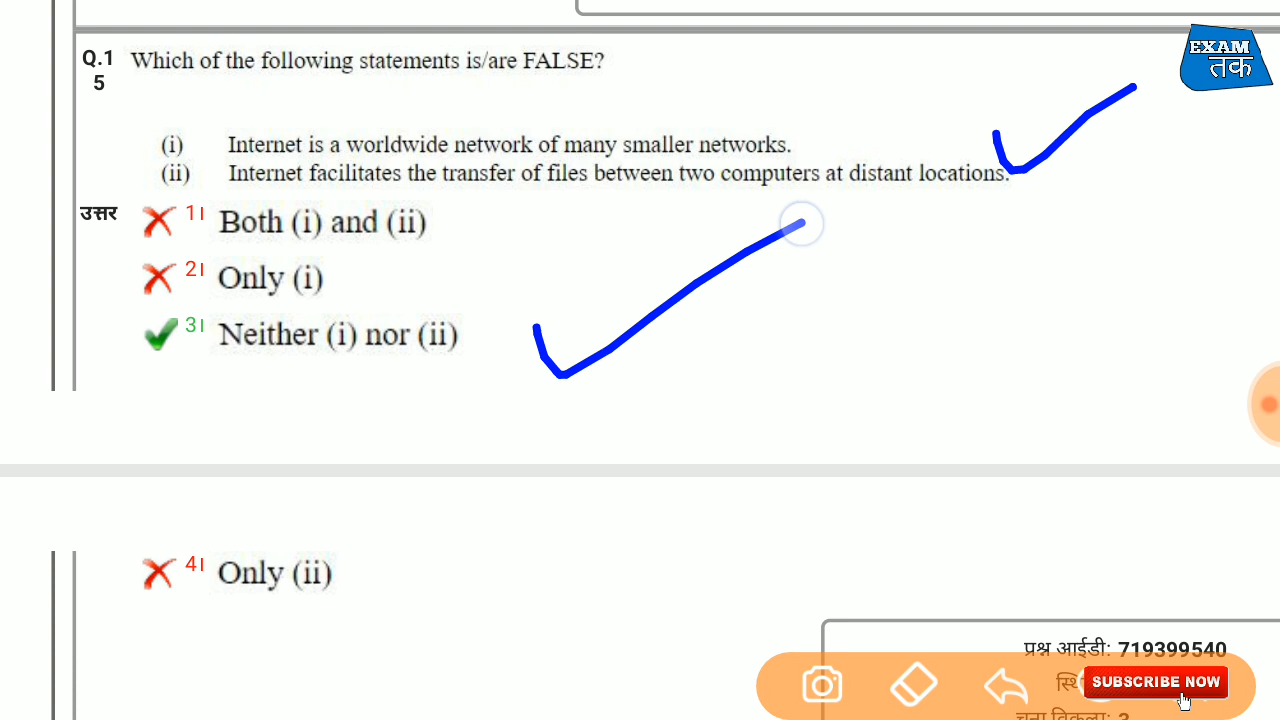 EXAM
तक
Q.1
5
Which of the following statements is/are FALSE?
(i) Internet is a worldwide network of many smaller networks.
(ii) Internet facilitates the transfer of files between two computers at distant locations.
उत्तर
1। Both (i) and (ii)
2। Only (i)
3। Neither (i) nor (ii)
4। Only (ii)
प्रश्न आईडी: 719399540
SUBSCRIBE NOW